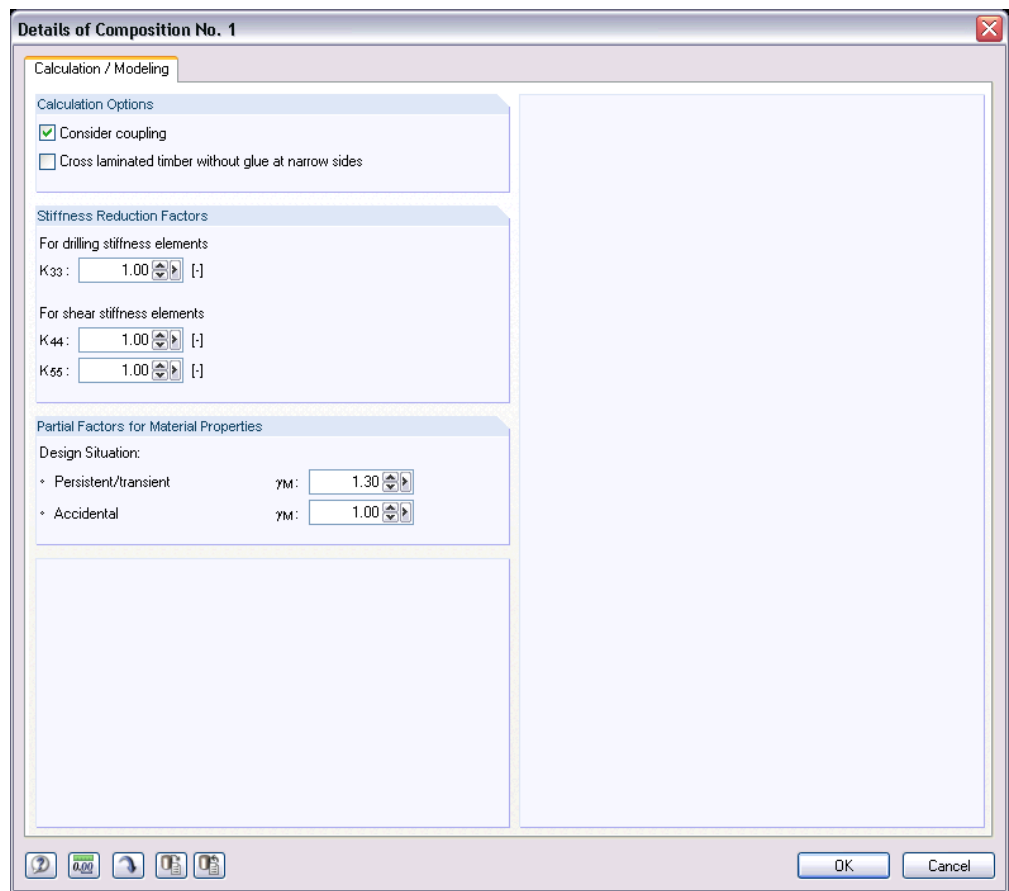 Details of Composition No. 1
Calculation / Modeling
Calculation Options
Consider coupling
Cross laminated timber without glue at narrow sides
Stiffness Reduction Factors
For drilling stiffness elements
K33 : 1.00 [-]
For shear stiffness elements
K44 : 1.00 [-]
K55 : 1.00 [-]
Partial Factors for Material Properties
Design Situation:
Persistent/transient γM : 1.30
Accidental γM : 1.00
0.00
OK Cancel